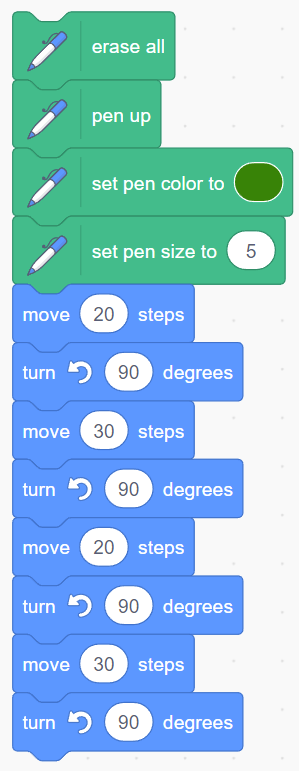 erase all
pen up
set pen color to
set pen size to 5
move 20 steps
turn 90 degrees
move 30 steps
turn 90 degrees
move 20 steps
turn 90 degrees
move 30 steps
turn 90 degrees